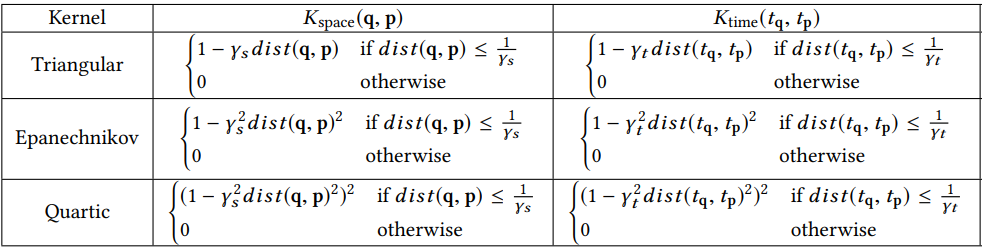 Kernel K_space(q, p) K_time(t_q, t_p)
Triangular { 1 − γ_s dist(q, p) if dist(q, p) ≤ 1/γ_s { 1 − γ_t dist(t_q, t_p) if dist(t_q, t_p) ≤ 1/γ_t
0 otherwise 0 otherwise
Epanechnikov { 1 − γ_s^2 dist(q, p)^2 if dist(q, p) ≤ 1/γ_s { 1 − γ_t^2 dist(t_q, t_p)^2 if dist(t_q, t_p) ≤ 1/γ_t
0 otherwise 0 otherwise
Quartic { (1 − γ_s^2 dist(q, p)^2)^2 if dist(q, p) ≤ 1/γ_s { (1 − γ_t^2 dist(t_q, t_p)^2)^2 if dist(t_q, t_p) ≤ 1/γ_t
0 otherwise 0 otherwise